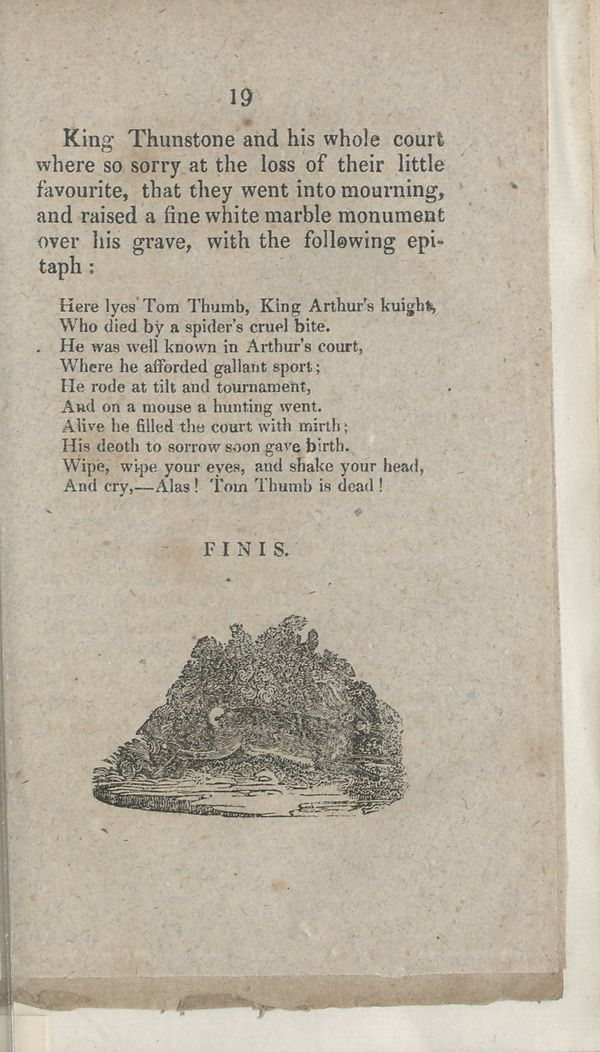 19
King Thunstone and his whole court
where so sorry at the loss of their little
favourite, that they went into mourning,
and raised a fine white marble monument
over his grave, with the following epi-
taph :
Here lyes Tom Thumb, King Arthur's kuight,
Who died by a spider's cruel bite.
He was well known in Arthur's court,
Where he afforded gallant sport;
He rode at tilt and tournament,
And on a mouse a hunting went.
Alive he filled the court with mirth;
His deoth to sorrow soon gave birth.
Wipe, wipe your eyes, and shake your head,
And cry,—Alas! Tom Thumb is dead!
FINIS.